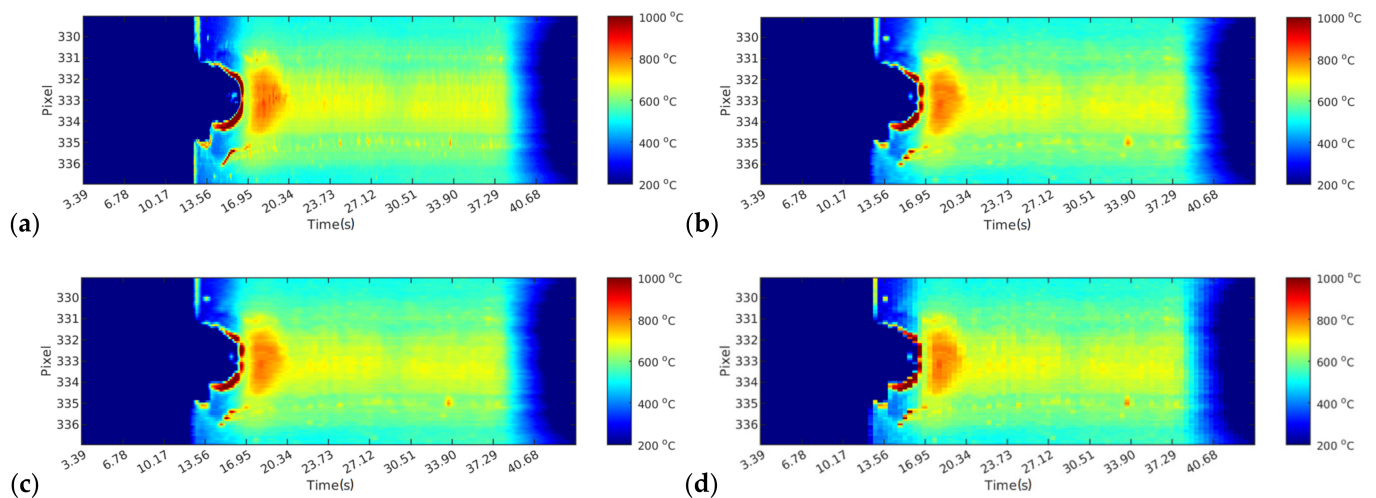 1000 °C
330
331
800 °C
332
Pixel
333
600 °C
334
335
400 °C
336
200 °C
3.39 6.78 10.17 13.56 16.95 20.34 23.73 27.12 30.51 33.90 37.29 40.68
Time(s)
(a)
1000 °C
330
331
800 °C
332
Pixel
333
600 °C
334
335
400 °C
336
200 °C
3.39 6.78 10.17 13.56 16.95 20.34 23.73 27.12 30.51 33.90 37.29 40.68
Time(s)
(b)
1000 °C
330
331
800 °C
332
Pixel
333
600 °C
334
335
400 °C
336
200 °C
3.39 6.78 10.17 13.56 16.95 20.34 23.73 27.12 30.51 33.90 37.29 40.68
Time(s)
(c)
1000 °C
330
331
800 °C
332
Pixel
333
600 °C
334
335
400 °C
336
200 °C
3.39 6.78 10.17 13.56 16.95 20.34 23.73 27.12 30.51 33.90 37.29 40.68
Time(s)
(d)